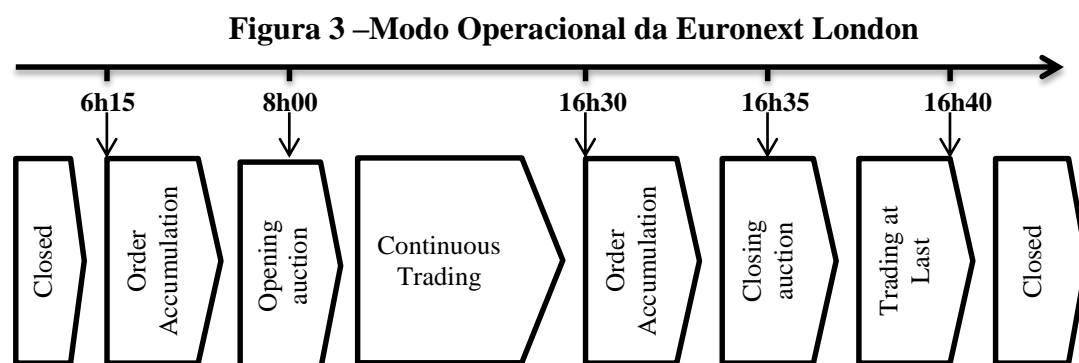 Figura 3 –Modo Operacional da Euronext London
6h15
8h00
16h30
16h35
16h40
Closed
Order
Accumulation
Opening
auction
Continuous
Trading
Order
Accumulation
Closing
auction
Trading at
Last
Closed